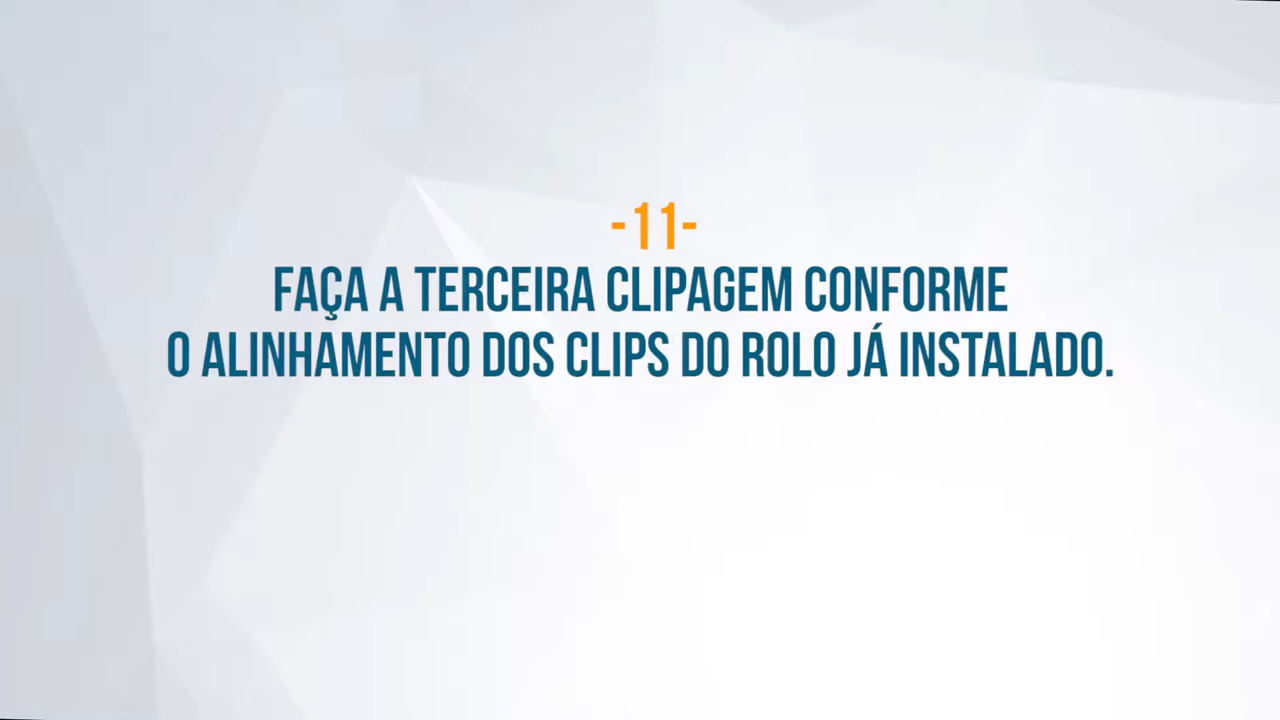 -11-
FAÇA A TERCEIRA CLIPAGEM CONFORME
O ALINHAMENTO DOS CLIPS DO ROLO JÁ INSTALADO.